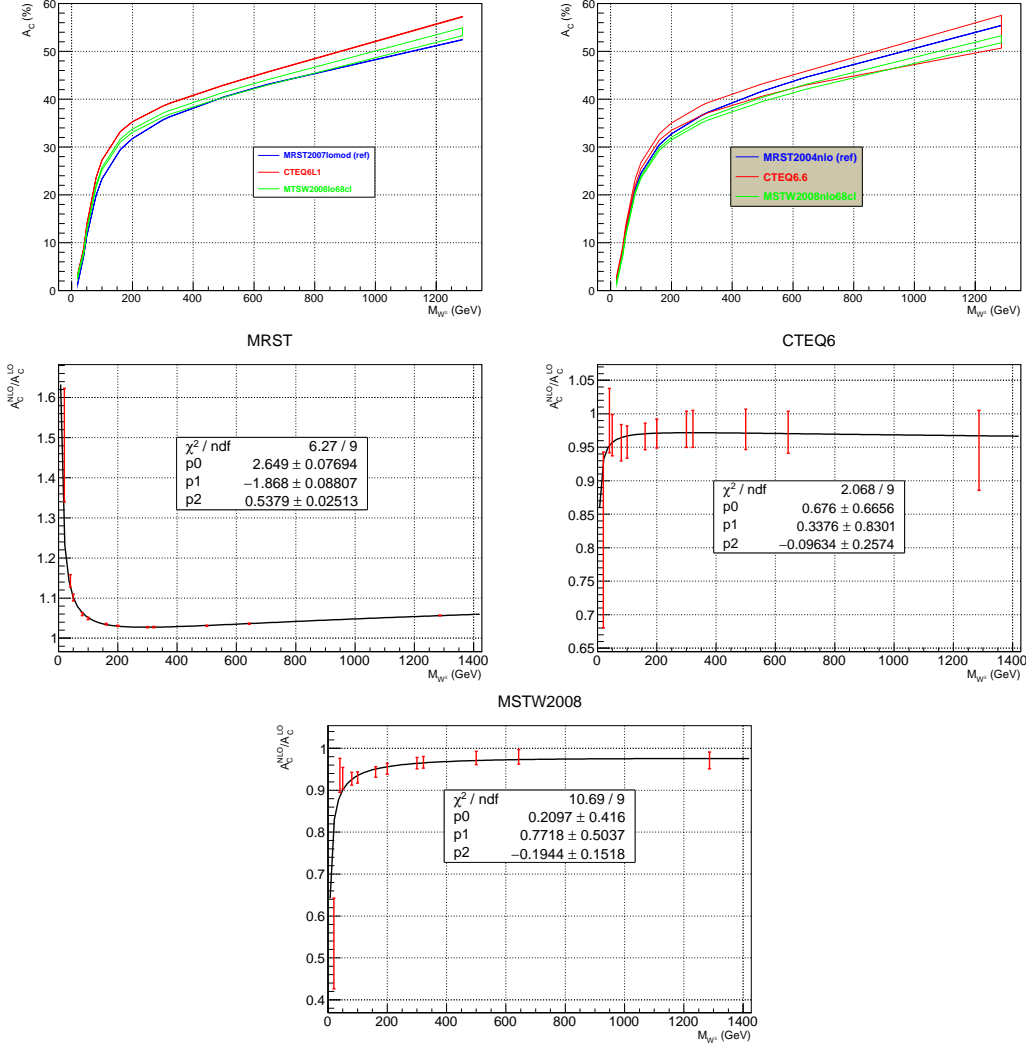 A_C (%)
60
50
40
30
20
10
0
MRST2007lomod (ref)
CTEQ6L1
MTSW2008lo68cl
0 200 400 600 800 1000 1200
M_W± (GeV)
A_C (%)
60
50
40
30
20
10
0
MRST2004nlo (ref)
CTEQ6.6
MSTW2008nlo68cl
0 200 400 600 800 1000 1200
M_W± (GeV)
MRST
A_C^NLO/A_C^LO
1.6
1.5
1.4
1.3
1.2
1.1
1
χ² / ndf 6.27 / 9
p0 2.649 ± 0.07694
p1 −1.868 ± 0.08807
p2 0.5379 ± 0.02513
0 200 400 600 800 1000 1200 1400
M_W± (GeV)
CTEQ6
A_C^NLO/A_C^LO
1.05
1
0.95
0.9
0.85
0.8
0.75
0.7
0.65
χ² / ndf 2.068 / 9
p0 0.676 ± 0.6656
p1 0.3376 ± 0.8301
p2 −0.09634 ± 0.2574
0 200 400 600 800 1000 1200 1400
M_W± (GeV)
MSTW2008
A_C^NLO/A_C^LO
1
0.9
0.8
0.7
0.6
0.5
0.4
χ² / ndf 10.69 / 9
p0 0.2097 ± 0.416
p1 0.7718 ± 0.5037
p2 −0.1944 ± 0.1518
0 200 400 600 800 1000 1200 1400
M_W± (GeV)